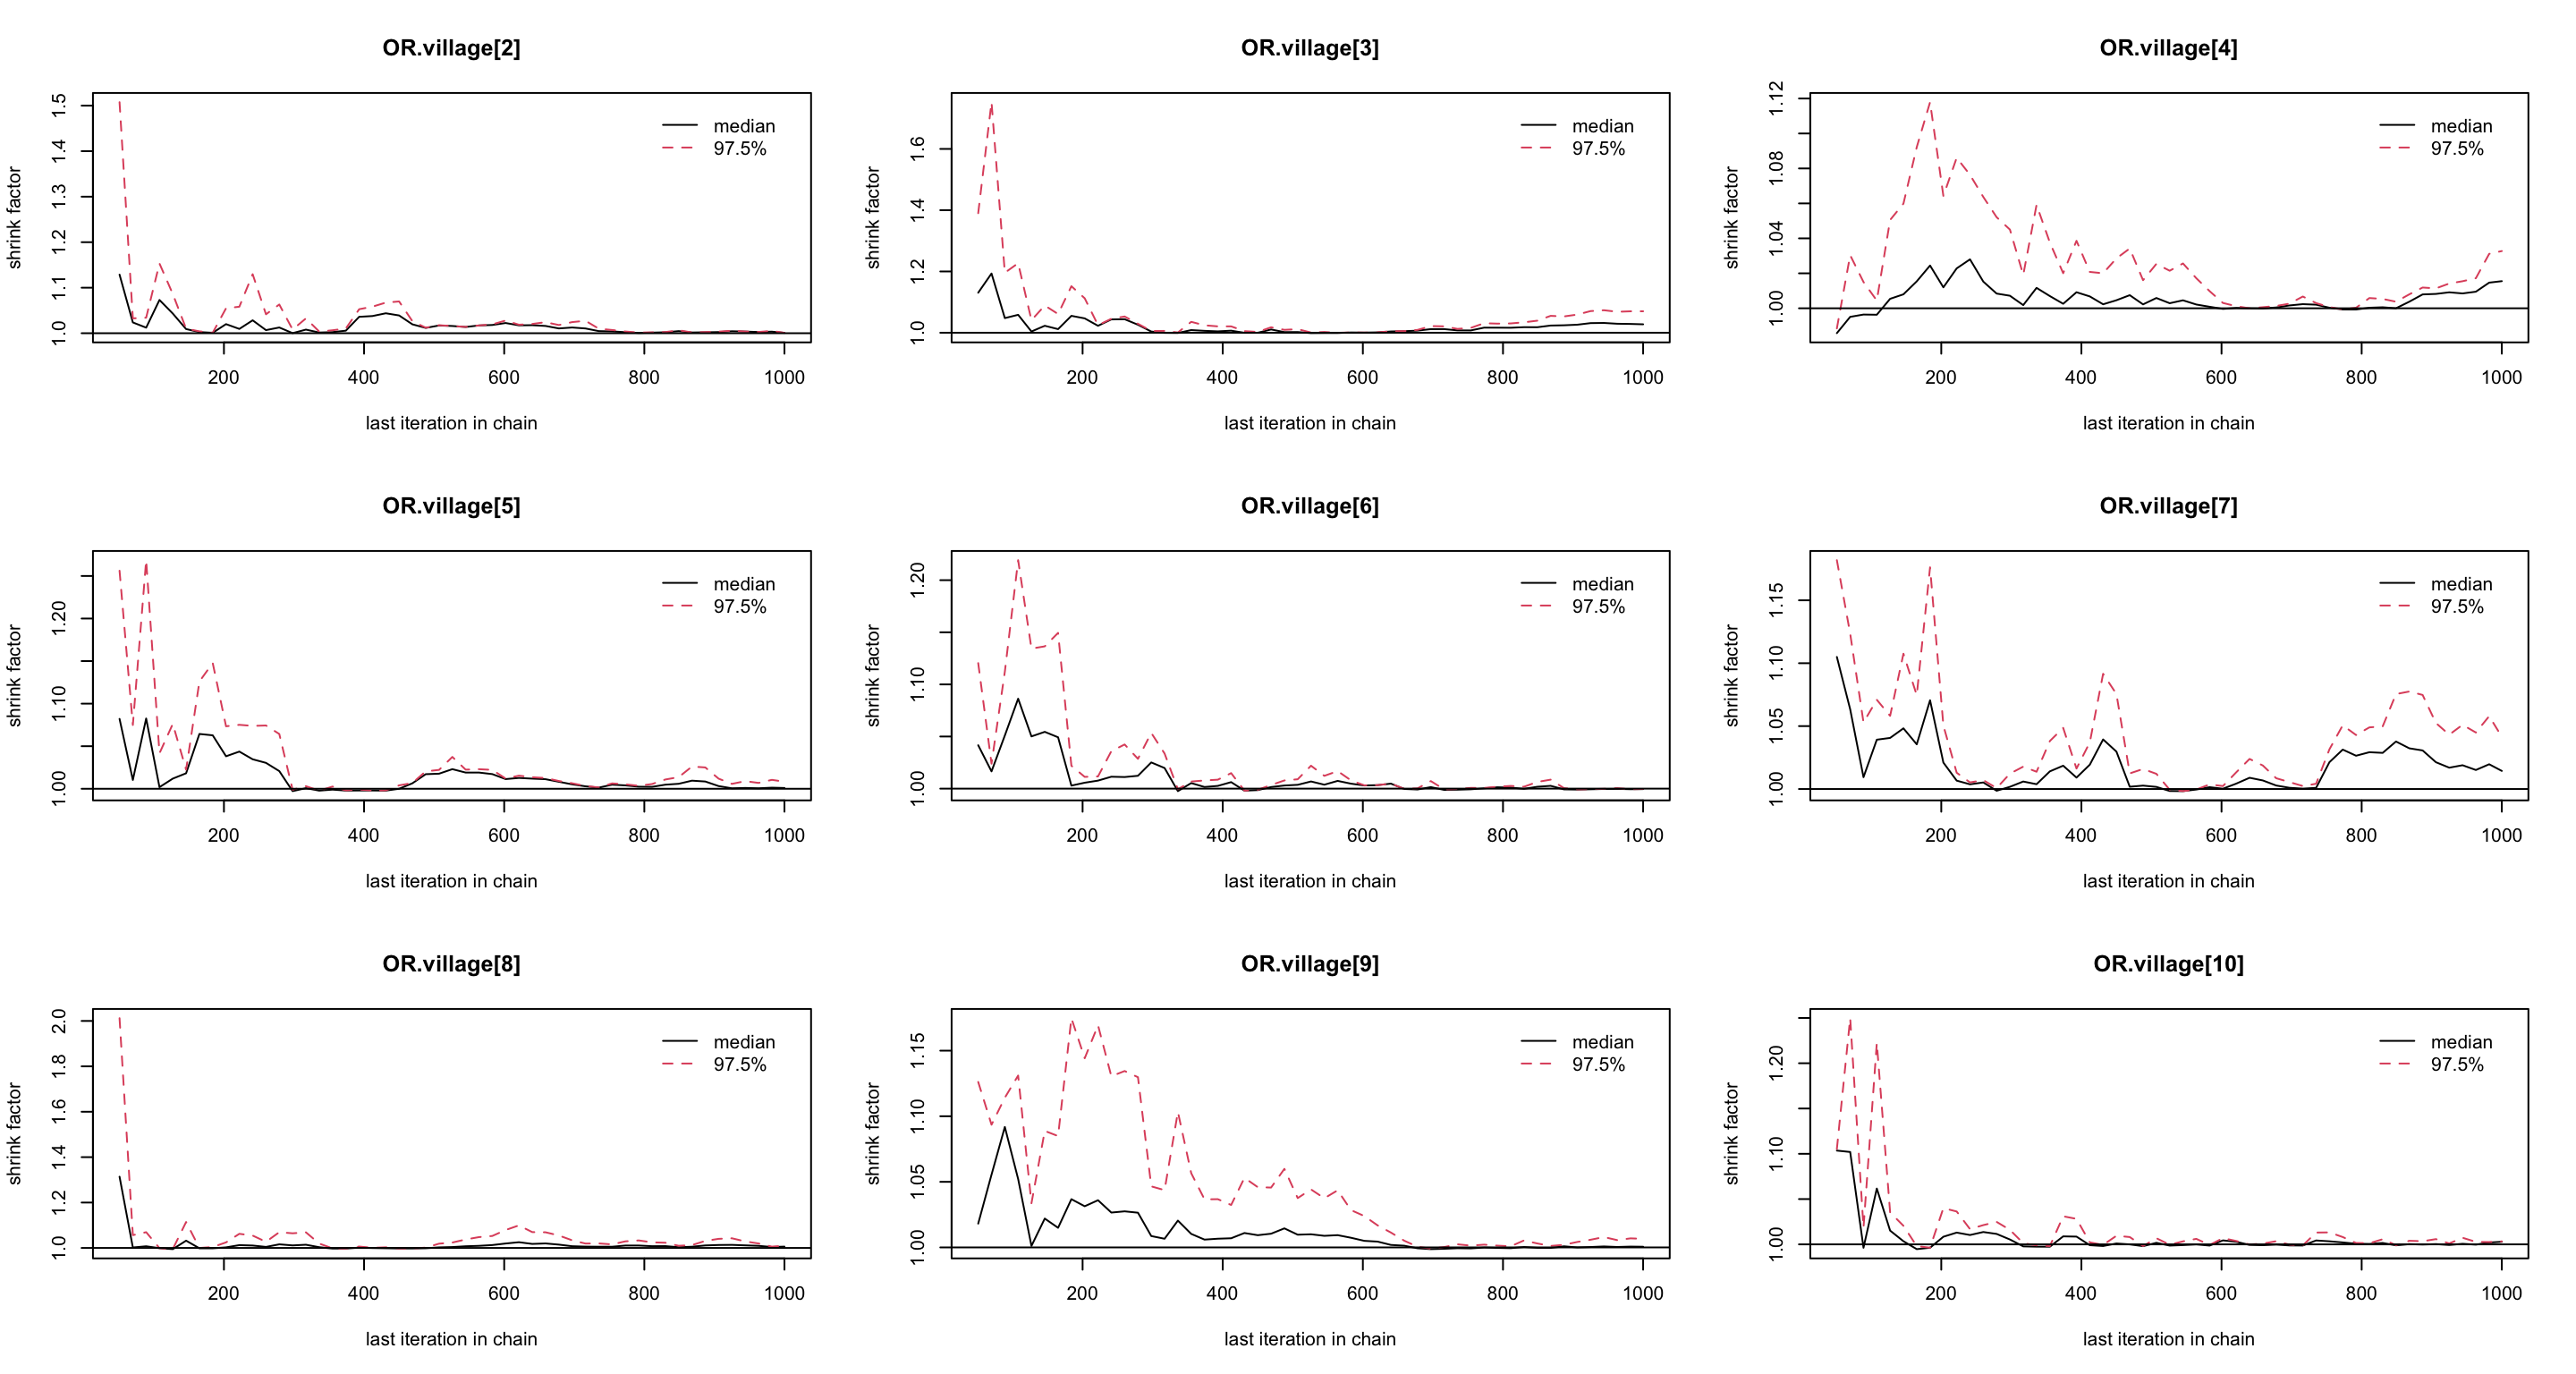 OR.village[2]
shrink factor
1.0 1.1 1.2 1.3 1.4 1.5
median
97.5%
200 400 600 800 1000
last iteration in chain
OR.village[3]
shrink factor
1.0 1.2 1.4 1.6
median
97.5%
200 400 600 800 1000
last iteration in chain
OR.village[4]
shrink factor
1.00 1.04 1.08 1.12
median
97.5%
200 400 600 800 1000
last iteration in chain
OR.village[5]
shrink factor
1.00 1.10 1.20
median
97.5%
200 400 600 800 1000
last iteration in chain
OR.village[6]
shrink factor
1.00 1.10 1.20
median
97.5%
200 400 600 800 1000
last iteration in chain
OR.village[7]
shrink factor
1.00 1.05 1.10 1.15
median
97.5%
200 400 600 800 1000
last iteration in chain
OR.village[8]
shrink factor
1.0 1.2 1.4 1.6 1.8 2.0
median
97.5%
200 400 600 800 1000
last iteration in chain
OR.village[9]
shrink factor
1.00 1.05 1.10 1.15
median
97.5%
200 400 600 800 1000
last iteration in chain
OR.village[10]
shrink factor
1.00 1.10 1.20
median
97.5%
200 400 600 800 1000
last iteration in chain